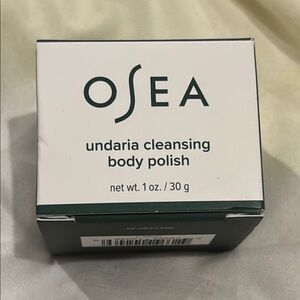 OSEA
undaria cleansing
body polish
net wt. 1 oz. / 30 g